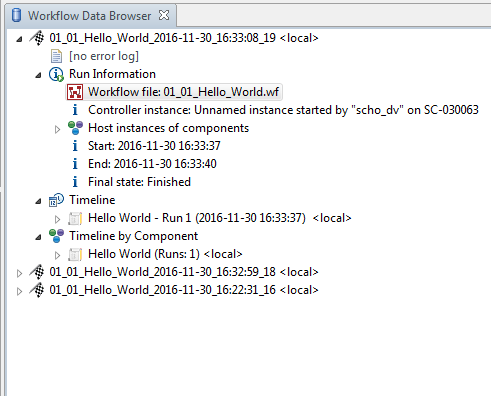 Workflow Data Browser
01_01_Hello_World_2016-11-30_16:33:08_19 <local>
[no error log]
Run Information
Workflow file: 01_01_Hello_World.wf
Controller instance: Unnamed instance started by "scho_dv" on SC-030063
Host instances of components
Start: 2016-11-30 16:33:37
End: 2016-11-30 16:33:40
Final state: Finished
Timeline
Hello World - Run 1 (2016-11-30 16:33:37) <local>
Timeline by Component
Hello World (Runs: 1) <local>
01_01_Hello_World_2016-11-30_16:32:59_18 <local>
01_01_Hello_World_2016-11-30_16:22:31_16 <local>